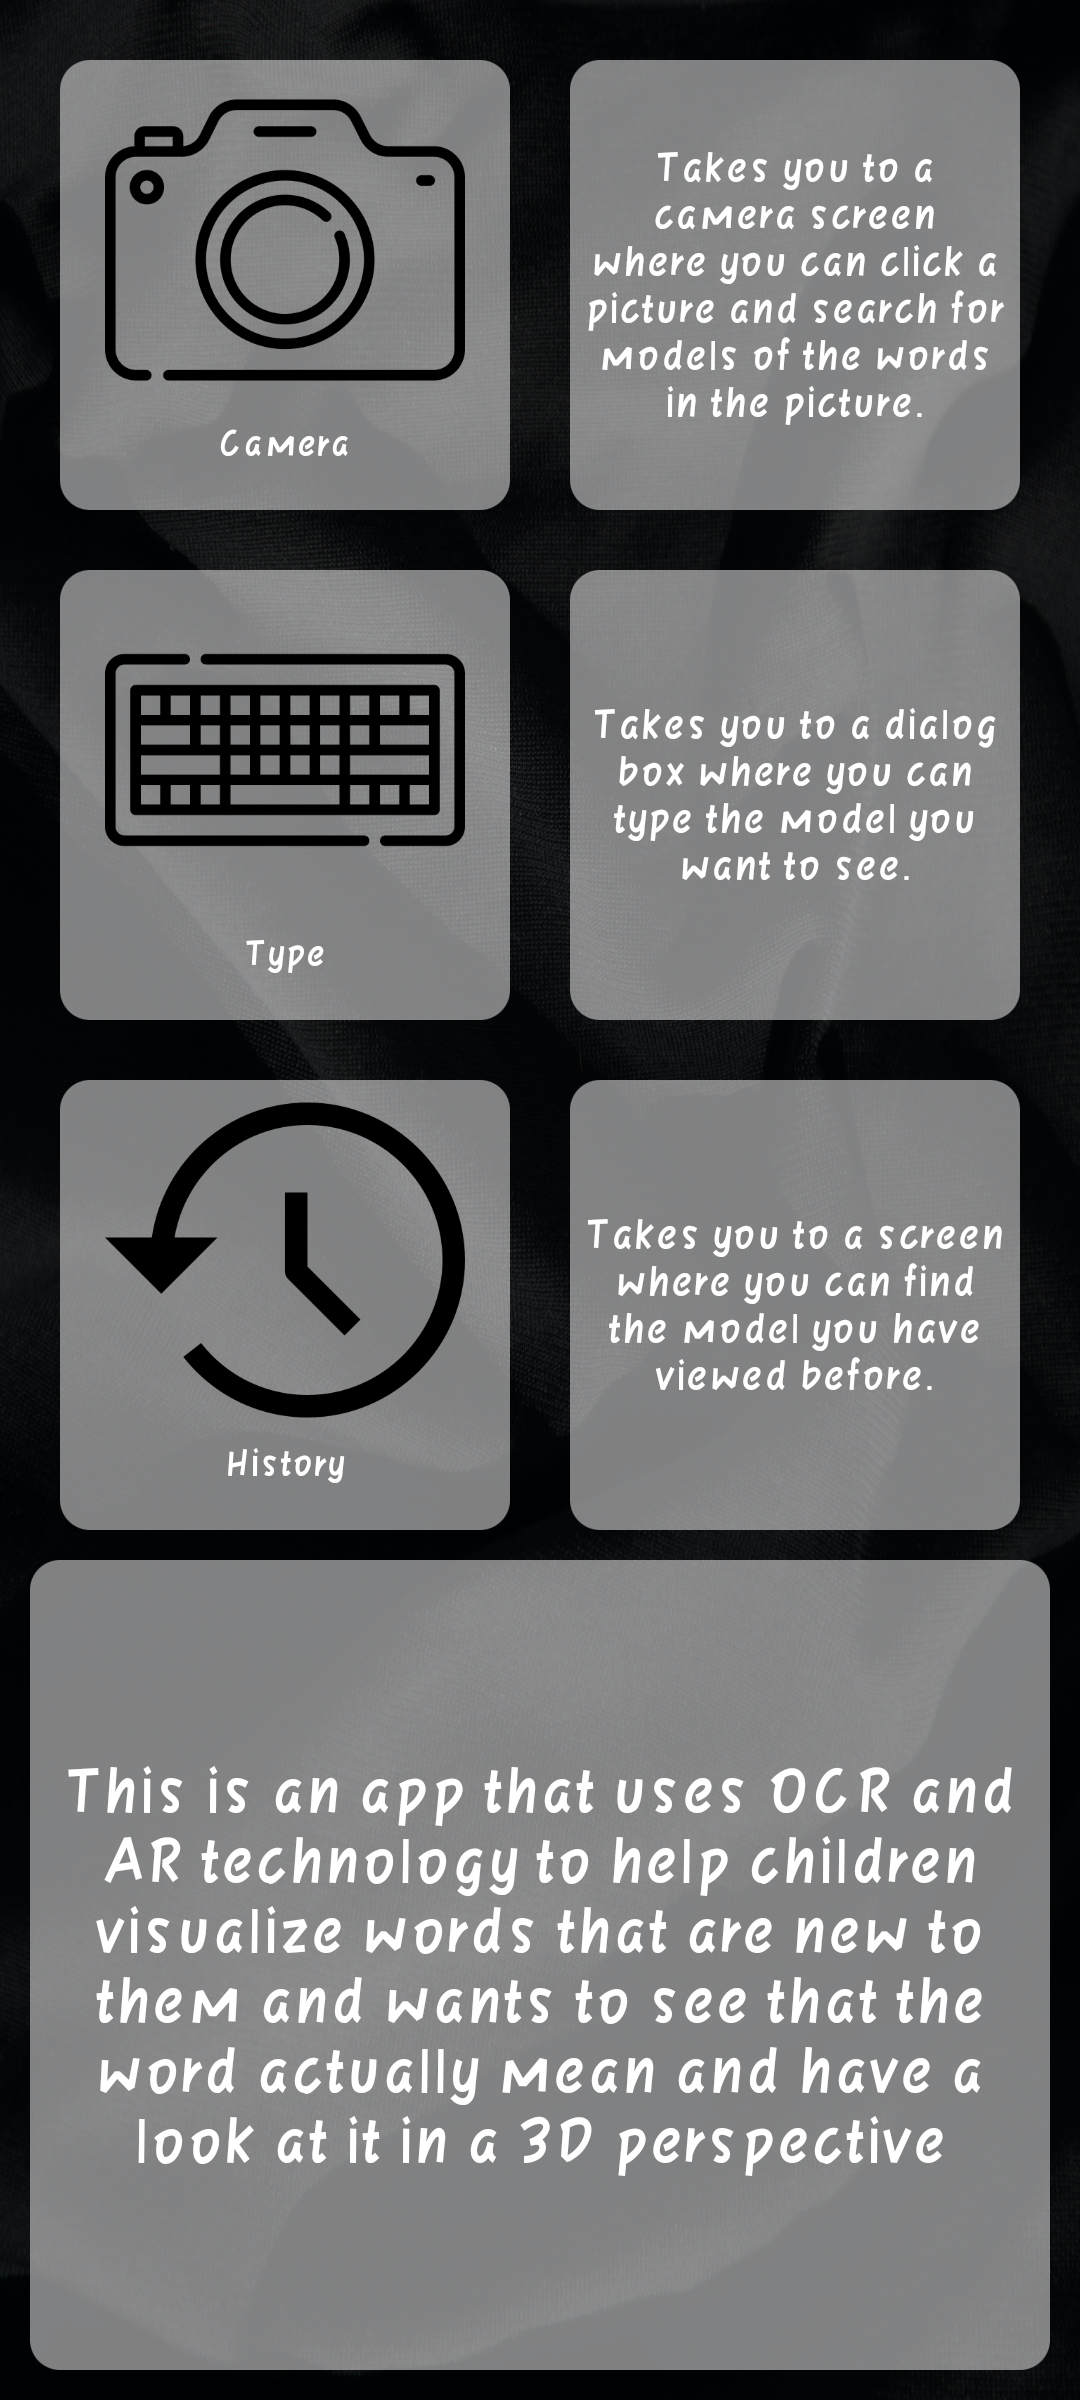 Takes you to a
camera screen
where you can click a
picture and search for
models of the words
in the picture.
Camera
Takes you to a dialog
box where you can
type the model you
want to see.
Type
Takes you to a screen
where you can find
the model you have
viewed before.
History
This is an app that uses OCR and
AR technology to help children
visualize words that are new to
them and wants to see that the
word actually mean and have a
look at it in a 3D perspective